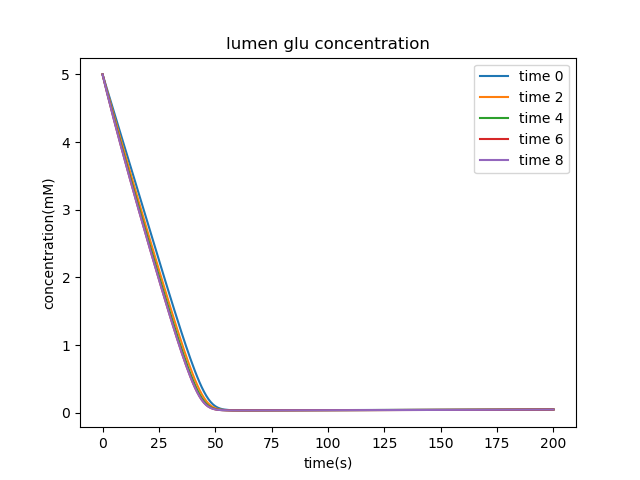 lumen glu concentration
time 0
time 2
time 4
time 6
time 8
concentration(mM)
5
4
3
2
1
0
0 25 50 75 100 125 150 175 200
time(s)